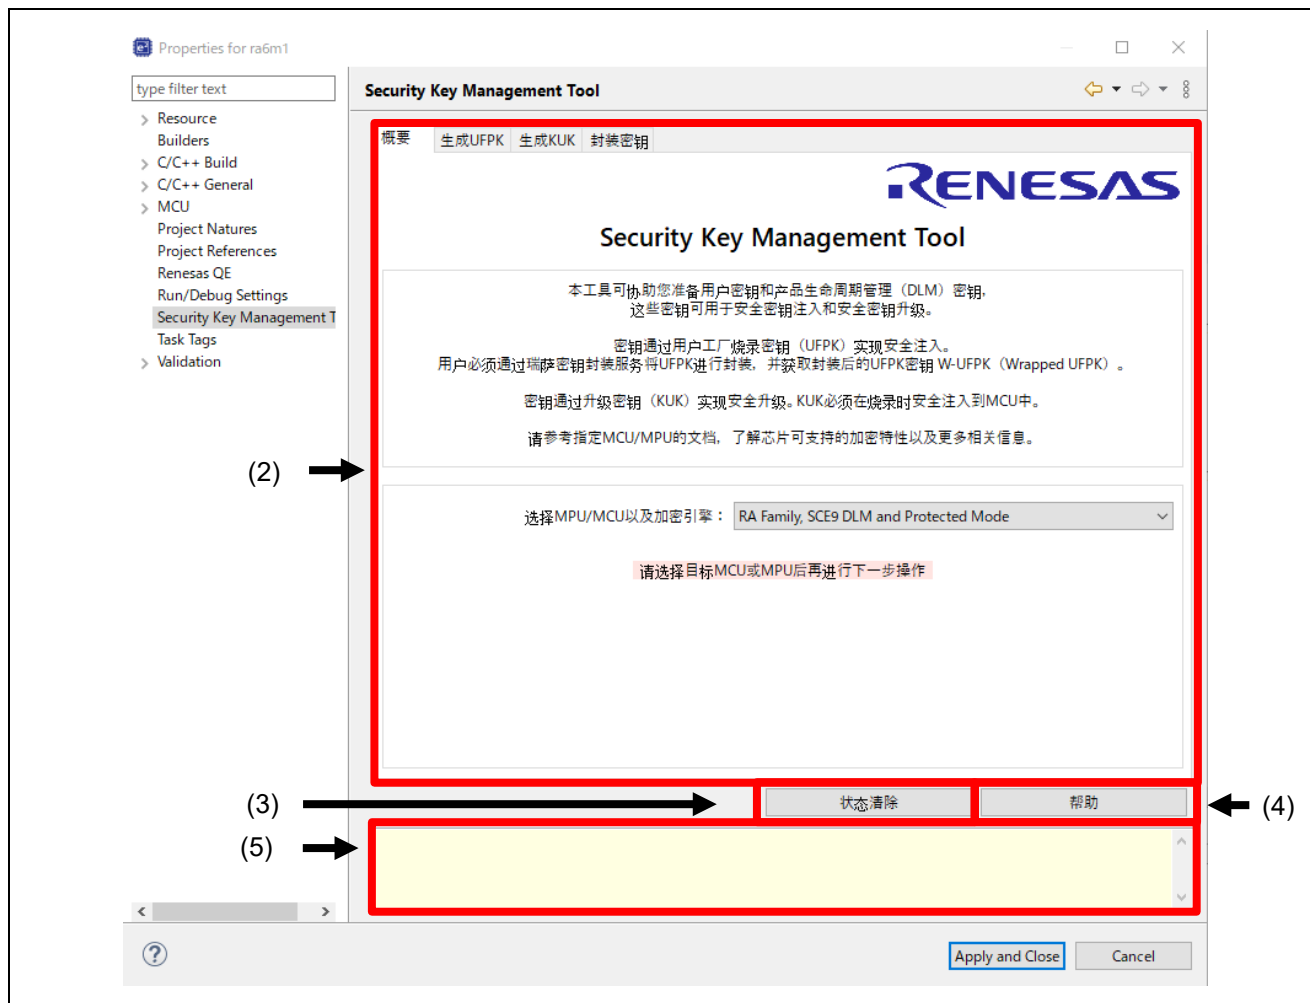 Properties for ra6m1
type filter text
Security Key Management Tool
Resource
Builders
C/C++ Build
C/C++ General
MCU
Project Natures
Project References
Renesas QE
Run/Debug Settings
Security Key Management T
Task Tags
Validation
概要 生成UFPK 生成KUK 封装密钥
RENESAS
Security Key Management Tool
本工具可协助您准备用户密钥和产品生命周期管理（DLM）密钥，
这些密钥可用于安全密钥注入和安全密钥升级。
密钥通过用户工厂烧录密钥（UFPK）实现安全注入。
用户必须通过瑞萨密钥封装服务将UFPK进行封装，并获取封装后的UFPK密钥 W-UFPK（Wrapped UFPK）。
密钥通过升级密钥（KUK）实现安全升级。KUK必须在烧录时安全注入到MCU中。
请参考指定MCU/MPU的文档，了解芯片可支持的加密特性以及更多相关信息。
(2)
选择MPU/MCU以及加密引擎： RA Family, SCE9 DLM and Protected Mode
请选择目标MCU或MPU后再进行下一步操作
(3)
状态清除 帮助
(4)
(5)
Apply and Close Cancel